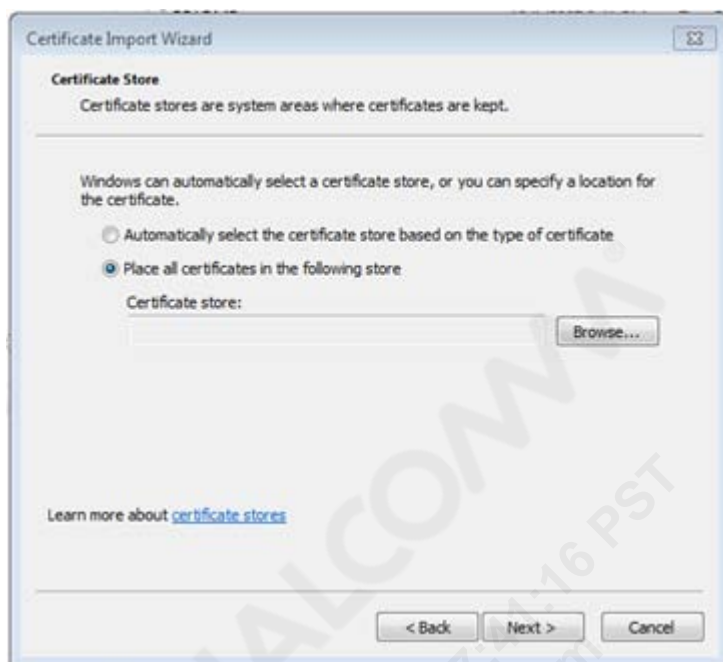 Certificate Import Wizard
Certificate Store
Certificate stores are system areas where certificates are kept.
Windows can automatically select a certificate store, or you can specify a location for
the certificate.
Automatically select the certificate store based on the type of certificate
Place all certificates in the following store
Certificate store:
Browse...
Learn more about certificate stores
< Back
Next >
Cancel